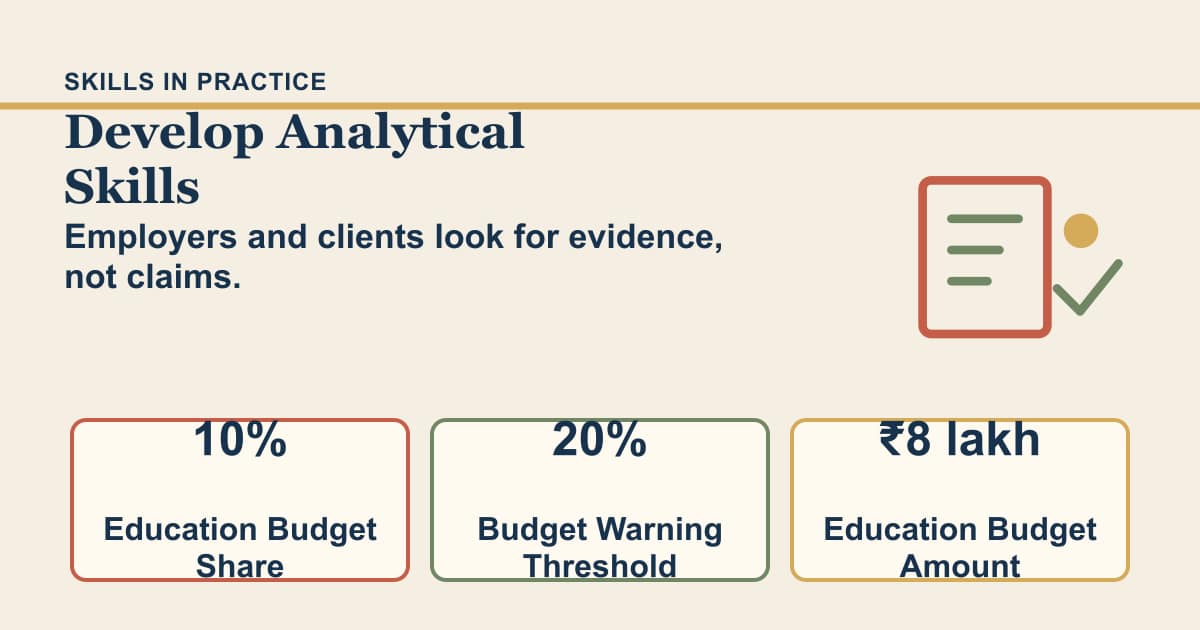 SKILLS IN PRACTICE
Develop Analytical
Skills
Employers and clients look for evidence,
not claims.
10%
Education Budget
Share
20%
Budget Warning
Threshold
₹8 lakh
Education Budget
Amount